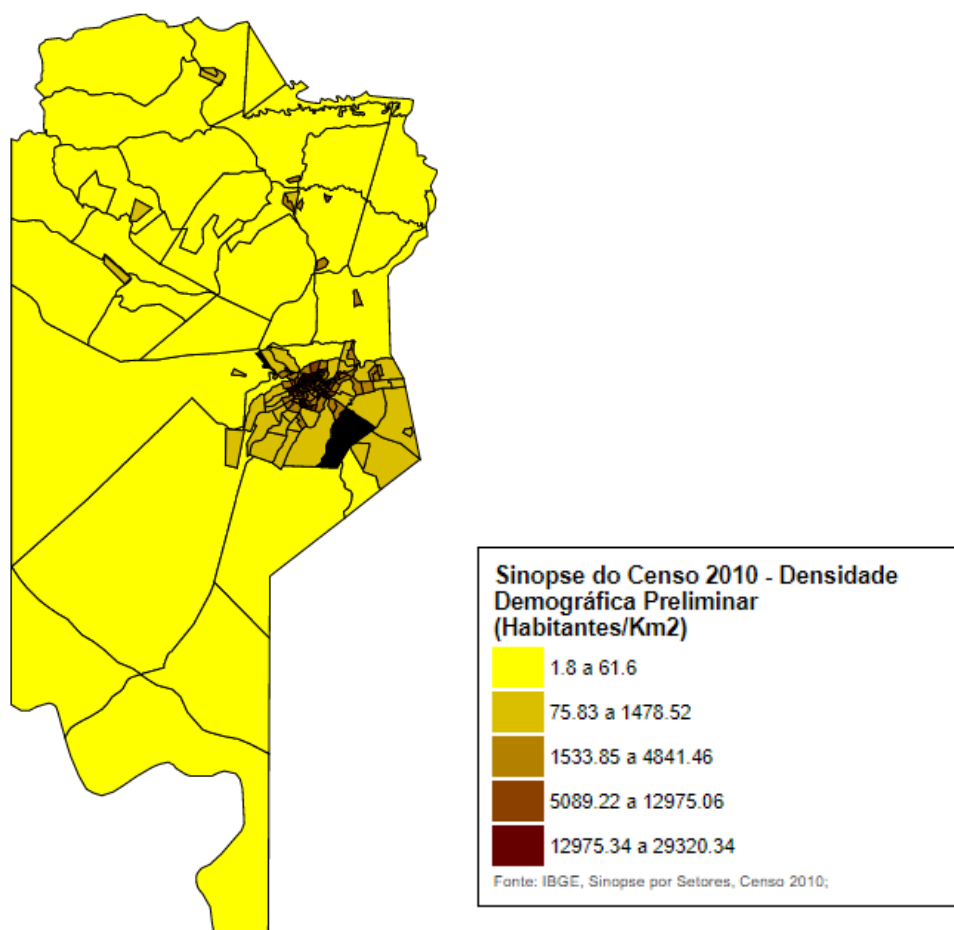 Sinopse do Censo 2010 - Densidade
Demográfica Preliminar
(Habitantes/Km2)
1.8 a 61.6
75.83 a 1478.52
1533.85 a 4841.46
5089.22 a 12975.06
12975.34 a 29320.34
Fonte: IBGE, Sinopse por Setores, Censo 2010;